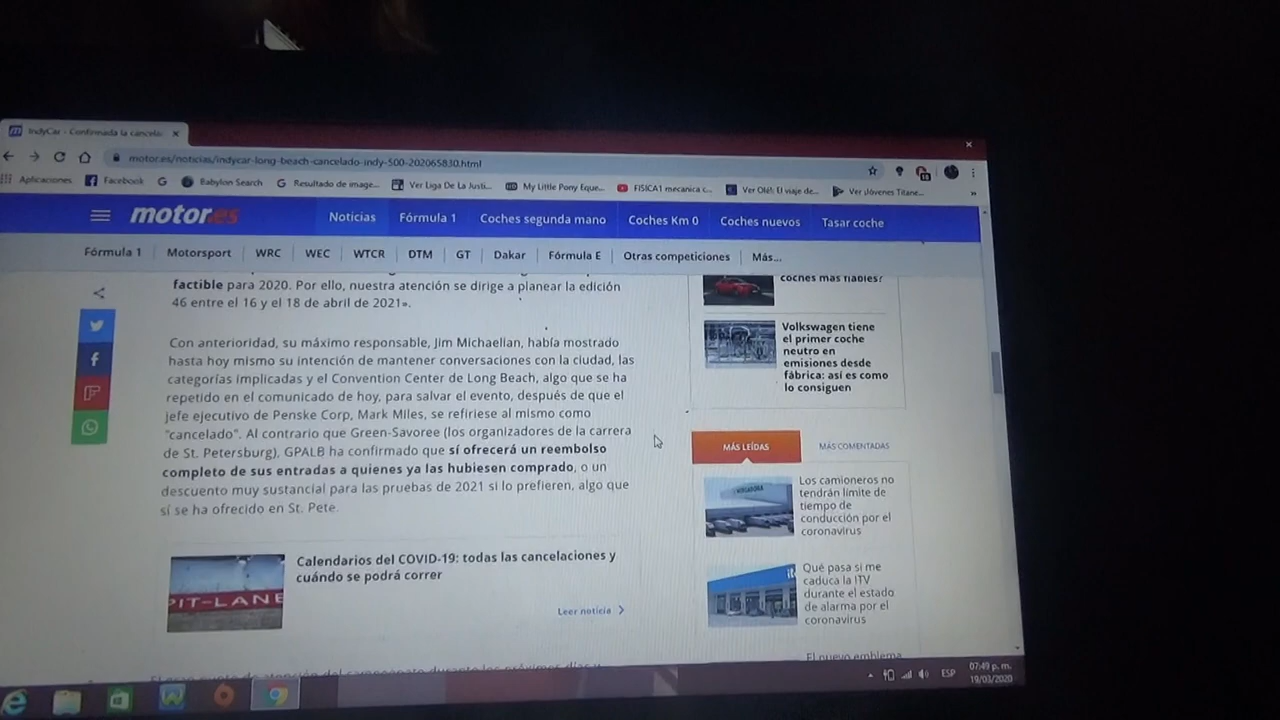 IndyCar - Confirmada la cancela
motor.es/noticias/indycar-long-beach-cancelado-indy-500-202065830.html
Aplicaciones
Facebook
Babylon Search
Resultado de image...
Ver Liga De La Justi...
My Little Pony Eque...
FISICA1 mecanica c...
Ver Olé!: El viaje de...
Ver Jóvenes Titane...
»
motor.es
Noticias
Fórmula 1
Coches segunda mano
Coches Km 0
Coches nuevos
Tasar coche
Fórmula 1
Motorsport
WRC
WEC
WTCR
DTM
GT
Dakar
Fórmula E
Otras competiciones
Más...
factible para 2020. Por ello, nuestra atención se dirige a planear la edición
46 entre el 16 y el 18 de abril de 2021».
Con anterioridad, su máximo responsable, Jim Michaelian, había mostrado
hasta hoy mismo su intención de mantener conversaciones con la ciudad, las
categorías implicadas y el Convention Center de Long Beach, algo que se ha
repetido en el comunicado de hoy, para salvar el evento, después de que el
jefe ejecutivo de Penske Corp, Mark Miles, se refiriese al mismo como
"cancelado". Al contrario que Green-Savoree (los organizadores de la carrera
de St. Petersburg), GPALB ha confirmado que sí ofrecerá un reembolso
completo de sus entradas a quienes ya las hubiesen comprado, o un
descuento muy sustancial para las pruebas de 2021 si lo prefieren, algo que
sí se ha ofrecido en St. Pete.
PIT-LANE
Calendarios del COVID-19: todas las cancelaciones y
cuándo se podrá correr
Leer noticia
coches más fiables?
Volkswagen tiene
el primer coche
neutro en
emisiones desde
fábrica: así es como
lo consiguen
MÁS LEÍDAS
MÁS COMENTADAS
Los camioneros no
tendrán límite de
tiempo de
conducción por el
coronavirus
Qué pasa si me
caduca la ITV
durante el estado
de alarma por el
coronavirus
El nuevo emblema
ESP
07:49 p. m.
19/03/2020